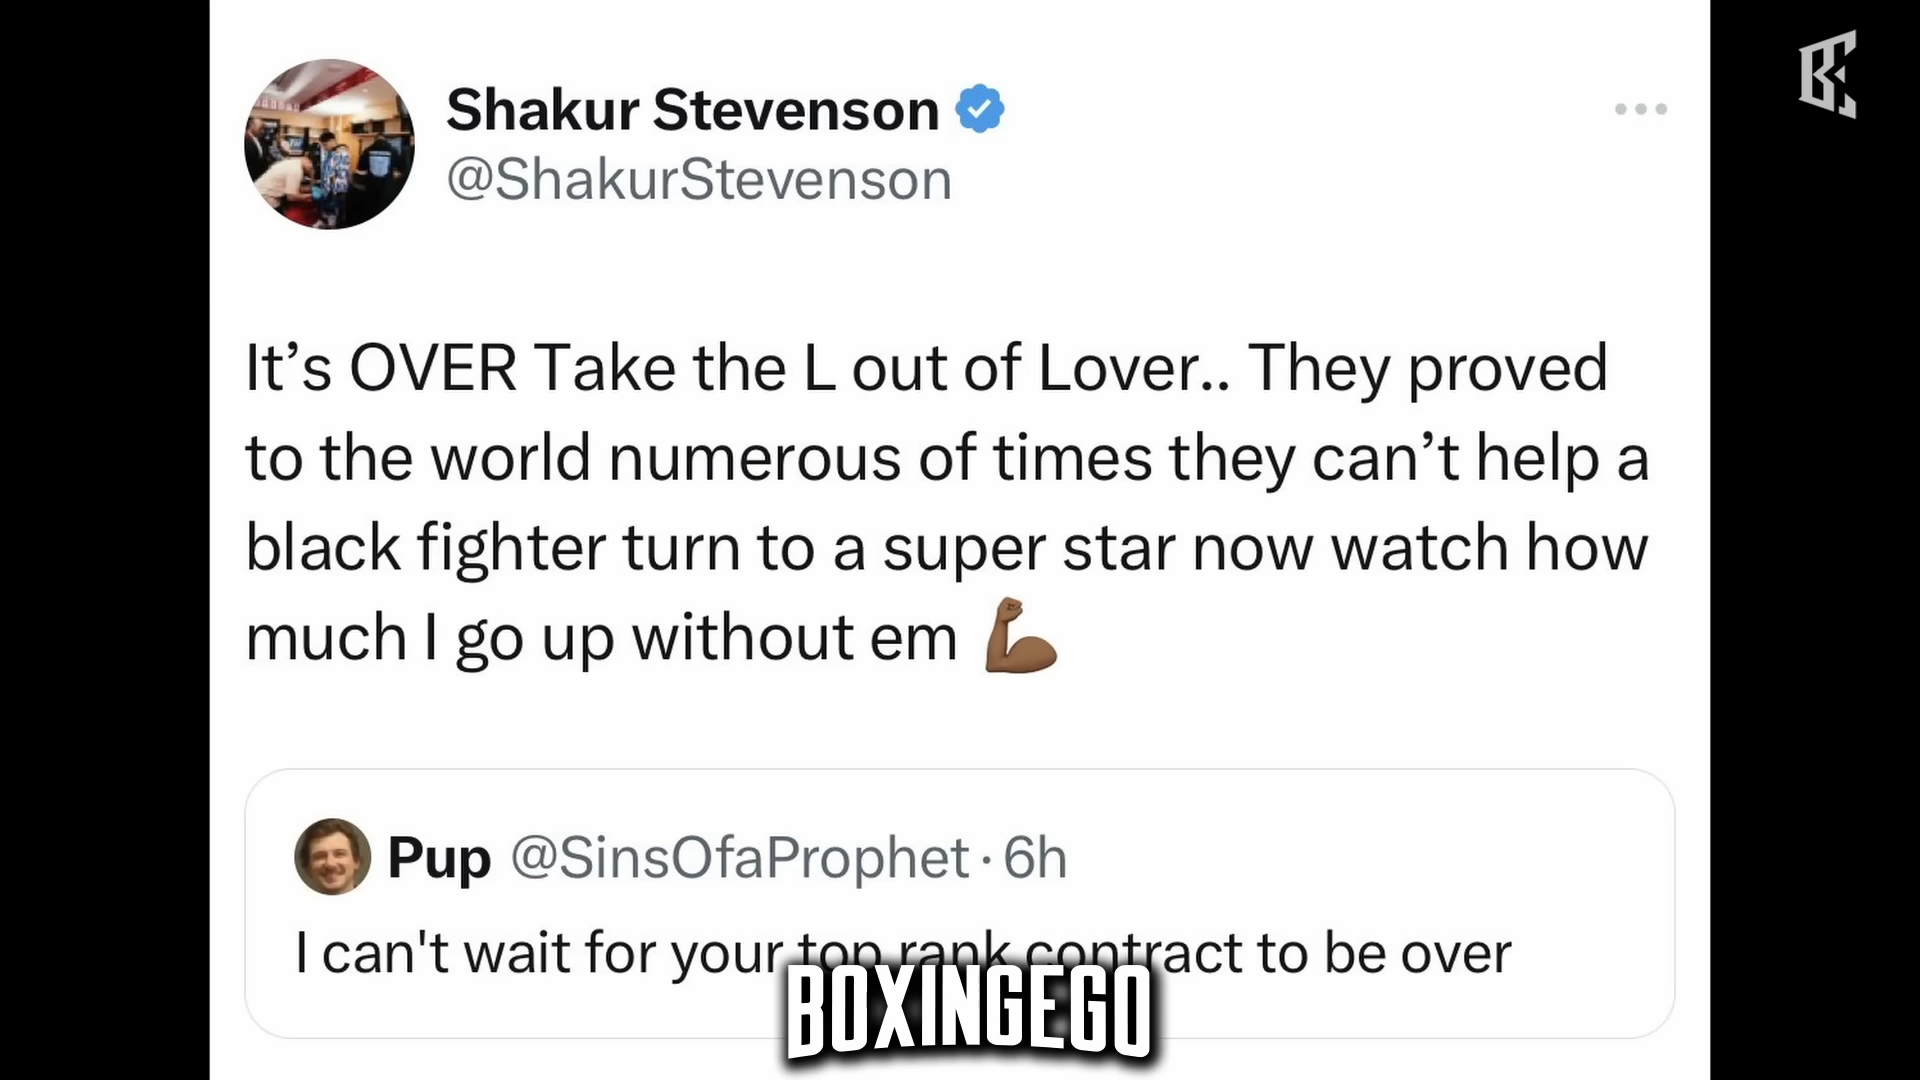 Shakur Stevenson
@ShakurStevenson
It’s OVER Take the L out of Lover.. They proved
to the world numerous of times they can’t help a
black fighter turn to a super star now watch how
much I go up without em 💪🏾
Pup @SinsOfaProphet · 6h
I can't wait for your top rank contract to be over
BOXINGEGO